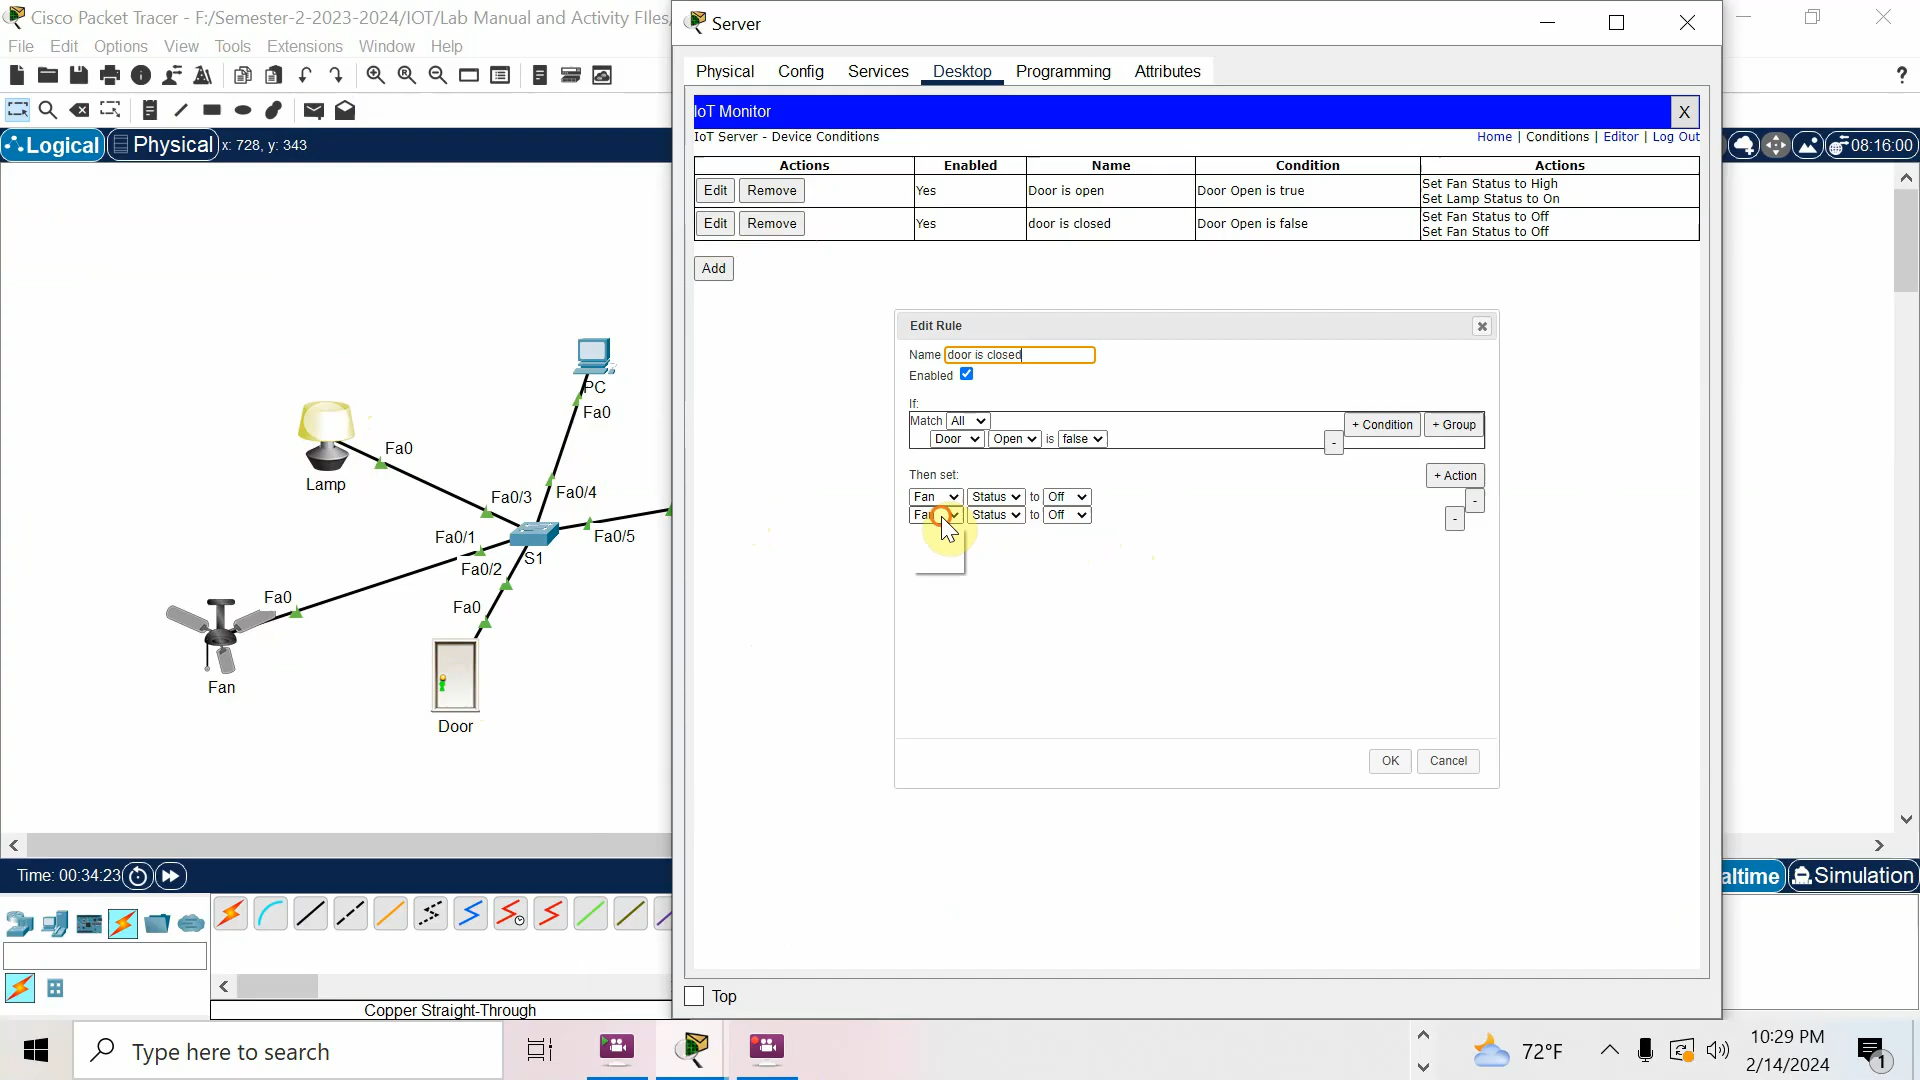 Cisco Packet Tracer - F:/Semester-2-2023-2024/IOT/Lab Manual and Activity FIles/
File Edit Options View Tools Extensions Window Help
Logical Physical x: 728, y: 343
Server
Physical Config Services Desktop Programming Attributes
IoT Monitor X
IoT Server - Device Conditions Home | Conditions | Editor | Log Out
Actions Enabled Name Condition Actions
Edit Remove Yes Door is open Door Open is true Set Fan Status to High
Set Lamp Status to On
Edit Remove Yes door is closed Door Open is false Set Fan Status to Off
Set Fan Status to Off
Add
Edit Rule
Name door is closed
Enabled
If:
Match All + Condition + Group
Door Open is false -
Then set: + Action
Fan Status to Off -
Fan Status to Off -
OK Cancel
Top
08:16:00
?
PC
Fa0
Fa0
Lamp
Fa0/3 Fa0/4
Fa0/1 Fa0/5
S1
Fa0/2
Fa0
Fa0
Fan
Door
Time: 00:34:23
altime Simulation
Copper Straight-Through
Type here to search
72°F
10:29 PM
2/14/2024
1